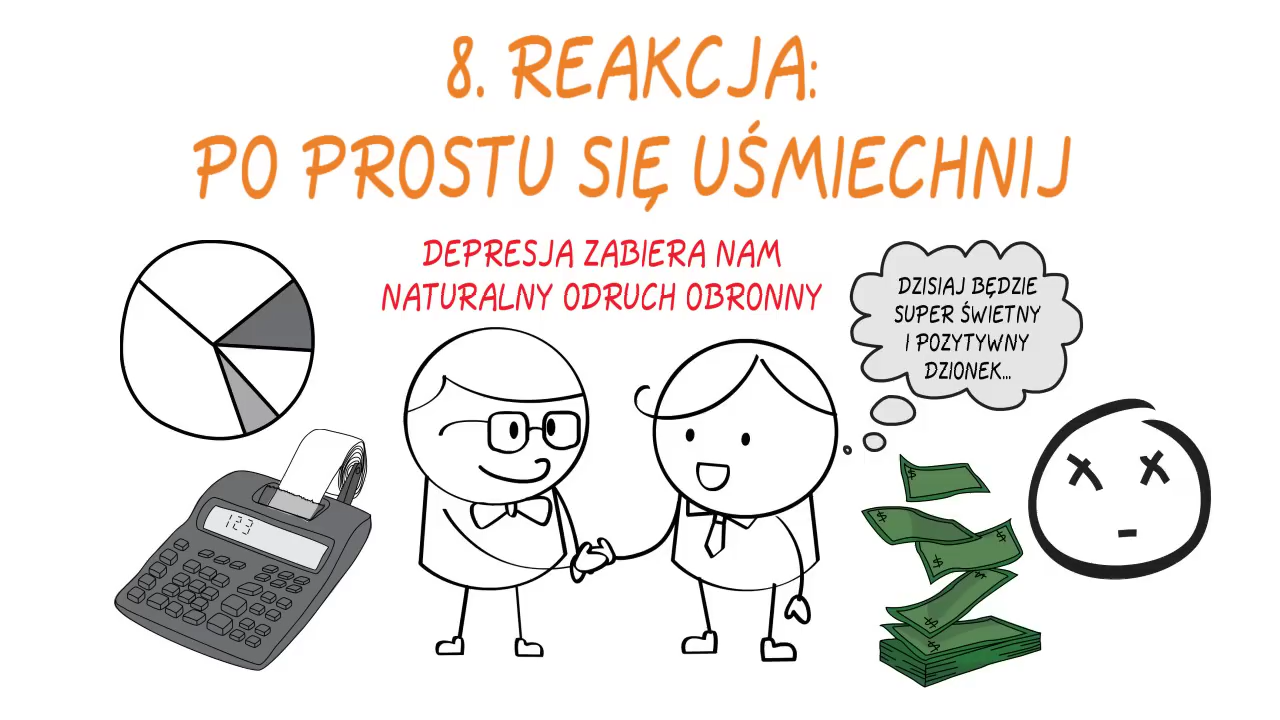 8. REAKCJA:
PO PROSTU SIĘ UŚMIECHNIJ
DEPRESJA ZABIERA NAM
NATURALNY ODRUCH OBRONNY
DZISIAJ BĘDZIE
SUPER ŚWIETNY
I POZYTYWNY
DZIONEK...
123
$
$
$
$
$
$
$